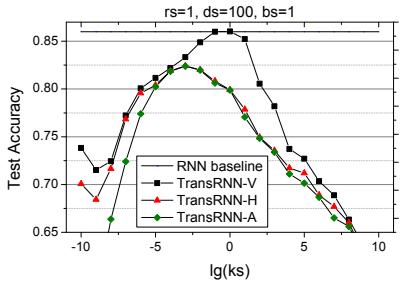 rs=1, ds=100, bs=1
Test Accuracy
0.85
0.80
0.75
0.70
0.65
RNN baseline
TransRNN-V
TransRNN-H
TransRNN-A
-10
-5
0
5
10
lg(ks)